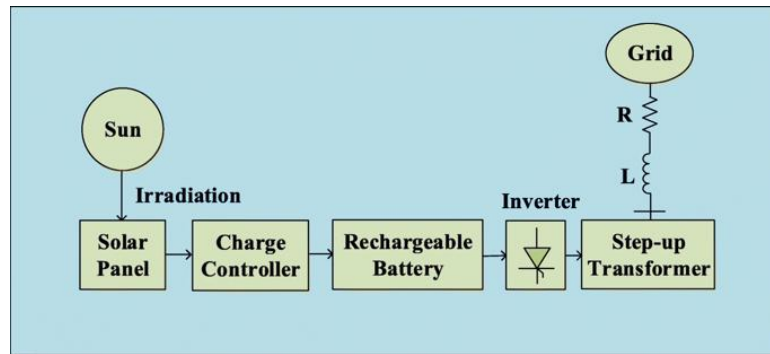 Grid
R
Sun
L
Irradiation
Inverter
Solar
Panel
Charge
Controller
Rechargeable
Battery
Step-up
Transformer